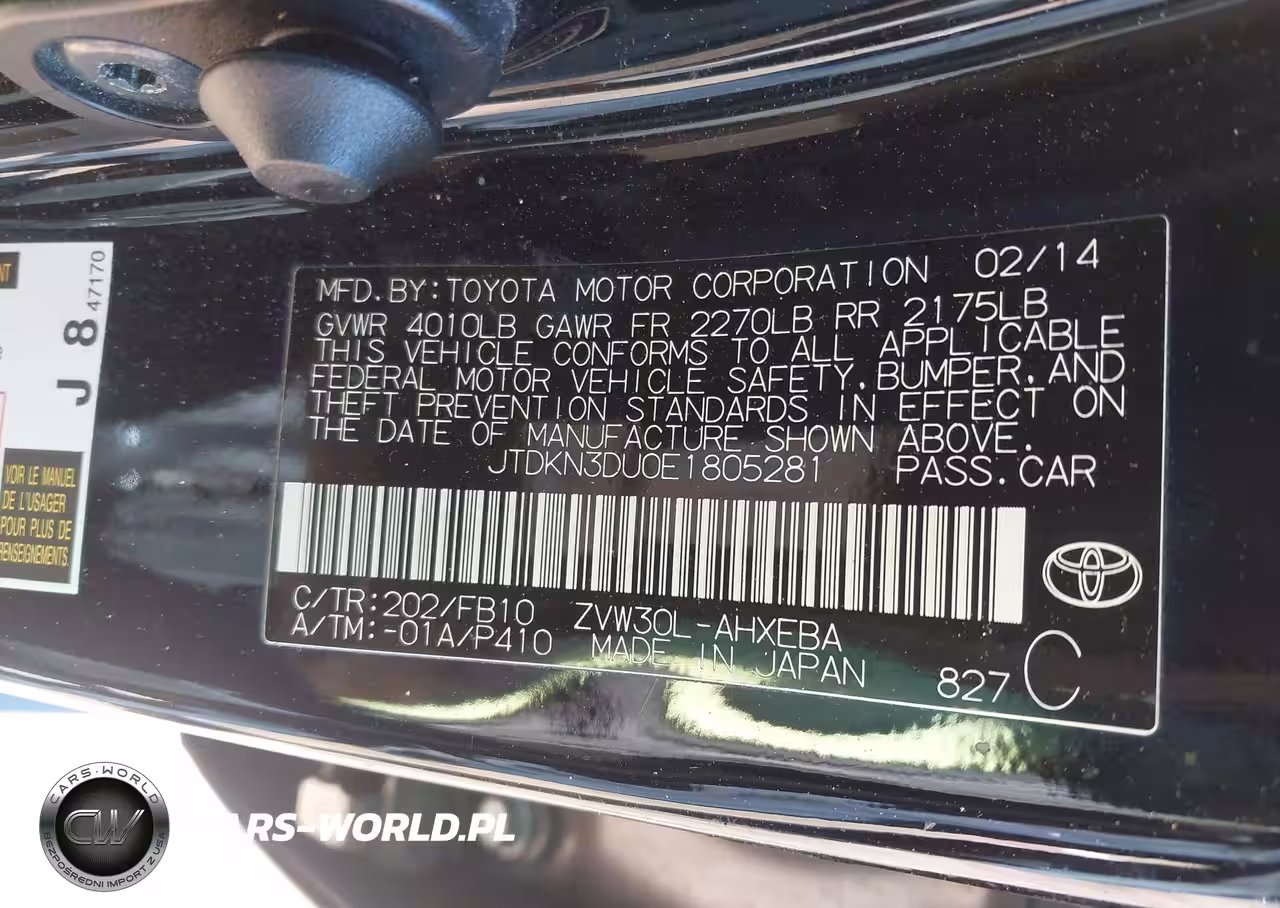 MFD.BY:TOYOTA MOTOR CORPORATION 02/14
GVWR 4010LB GAWR FR 2270LB RR 2175LB
THIS VEHICLE CONFORMS TO ALL APPLICABLE
FEDERAL MOTOR VEHICLE SAFETY,BUMPER,AND
THEFT PREVENTION STANDARDS IN EFFECT ON
THE DATE OF MANUFACTURE SHOWN ABOVE.
JTDKN3DU0E1805281 PASS.CAR
C/TR:202/FB10 ZVW30L-AHXEBA
A/TM:-01A/P410 MADE IN JAPAN
827 C
J 8 47170
VOIR LE MANUEL
DE L'USAGER
POUR PLUS DE
RENSEIGNEMENTS.
CARS-WORLD
CW
BEZPOŚREDNI IMPORT Z USA
CARS-WORLD.PL